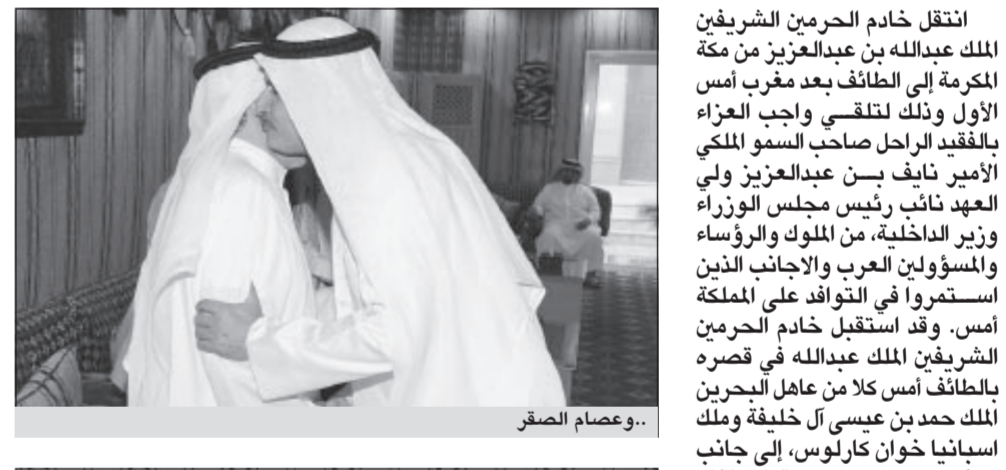 انتقل خادم الحرمين الشريفين
الملك عبدالله بن عبدالعزيز من مكة
المكرمة إلى الطائف بعد مغرب أمس
الأول وذلك لتلقي واجب العزاء
بالفقيد الراحل صاحب السمو الملكي
الأمير نايف بن عبدالعزيز ولي
العهد نائب رئيس مجلس الوزراء
وزير الداخلية، من الملوك والرؤساء
والمسؤولين العرب والاجانب الذين
استمروا في التوافد على المملكة
أمس. وقد استقبل خادم الحرمين
الشريفين الملك عبدالله في قصره
بالطائف أمس كلا من عاهل البحرين
الملك حمد بن عيسى آل خليفة وملك
اسبانيا خوان كارلوس، إلى جانب
..وعصام الصقر